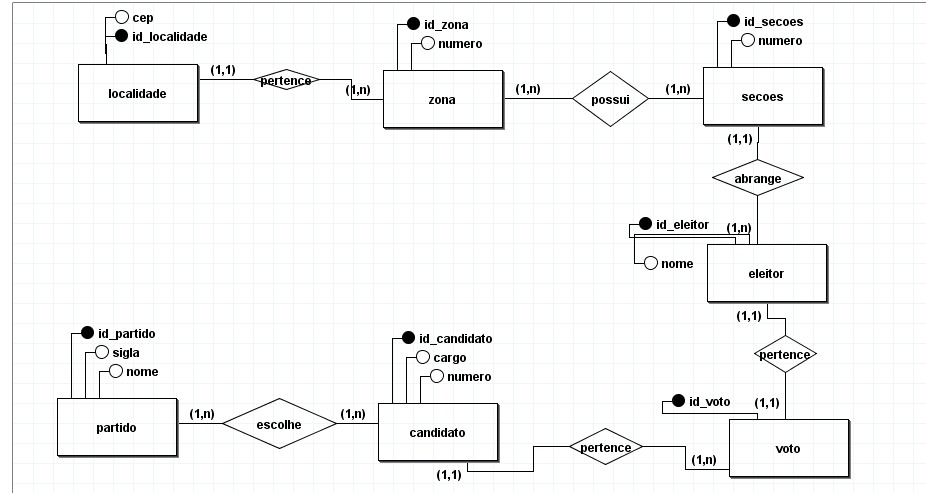 cep
id_localidade
localidade
(1,1)
pertence
(1,n)
id_zona
numero
zona
(1,n)
possui
(1,n)
id_secoes
numero
secoes
(1,1)
abrange
(1,n)
id_eleitor
nome
eleitor
(1,1)
pertence
(1,1)
id_partido
sigla
nome
partido
(1,n)
escolhe
(1,n)
id_candidato
cargo
numero
candidato
(1,1)
pertence
(1,n)
id_voto
voto